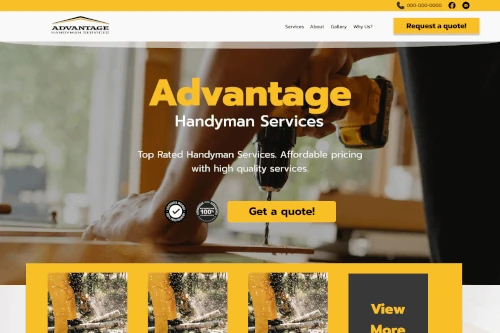 000-000-0000
ADVANTAGE
HANDYMAN SERVICES
Services About Gallery Why Us?
Request a quote!
Advantage
Handyman Services
Top Rated Handyman Services. Affordable pricing
with high quality services.
100%
Get a quote!
View
More